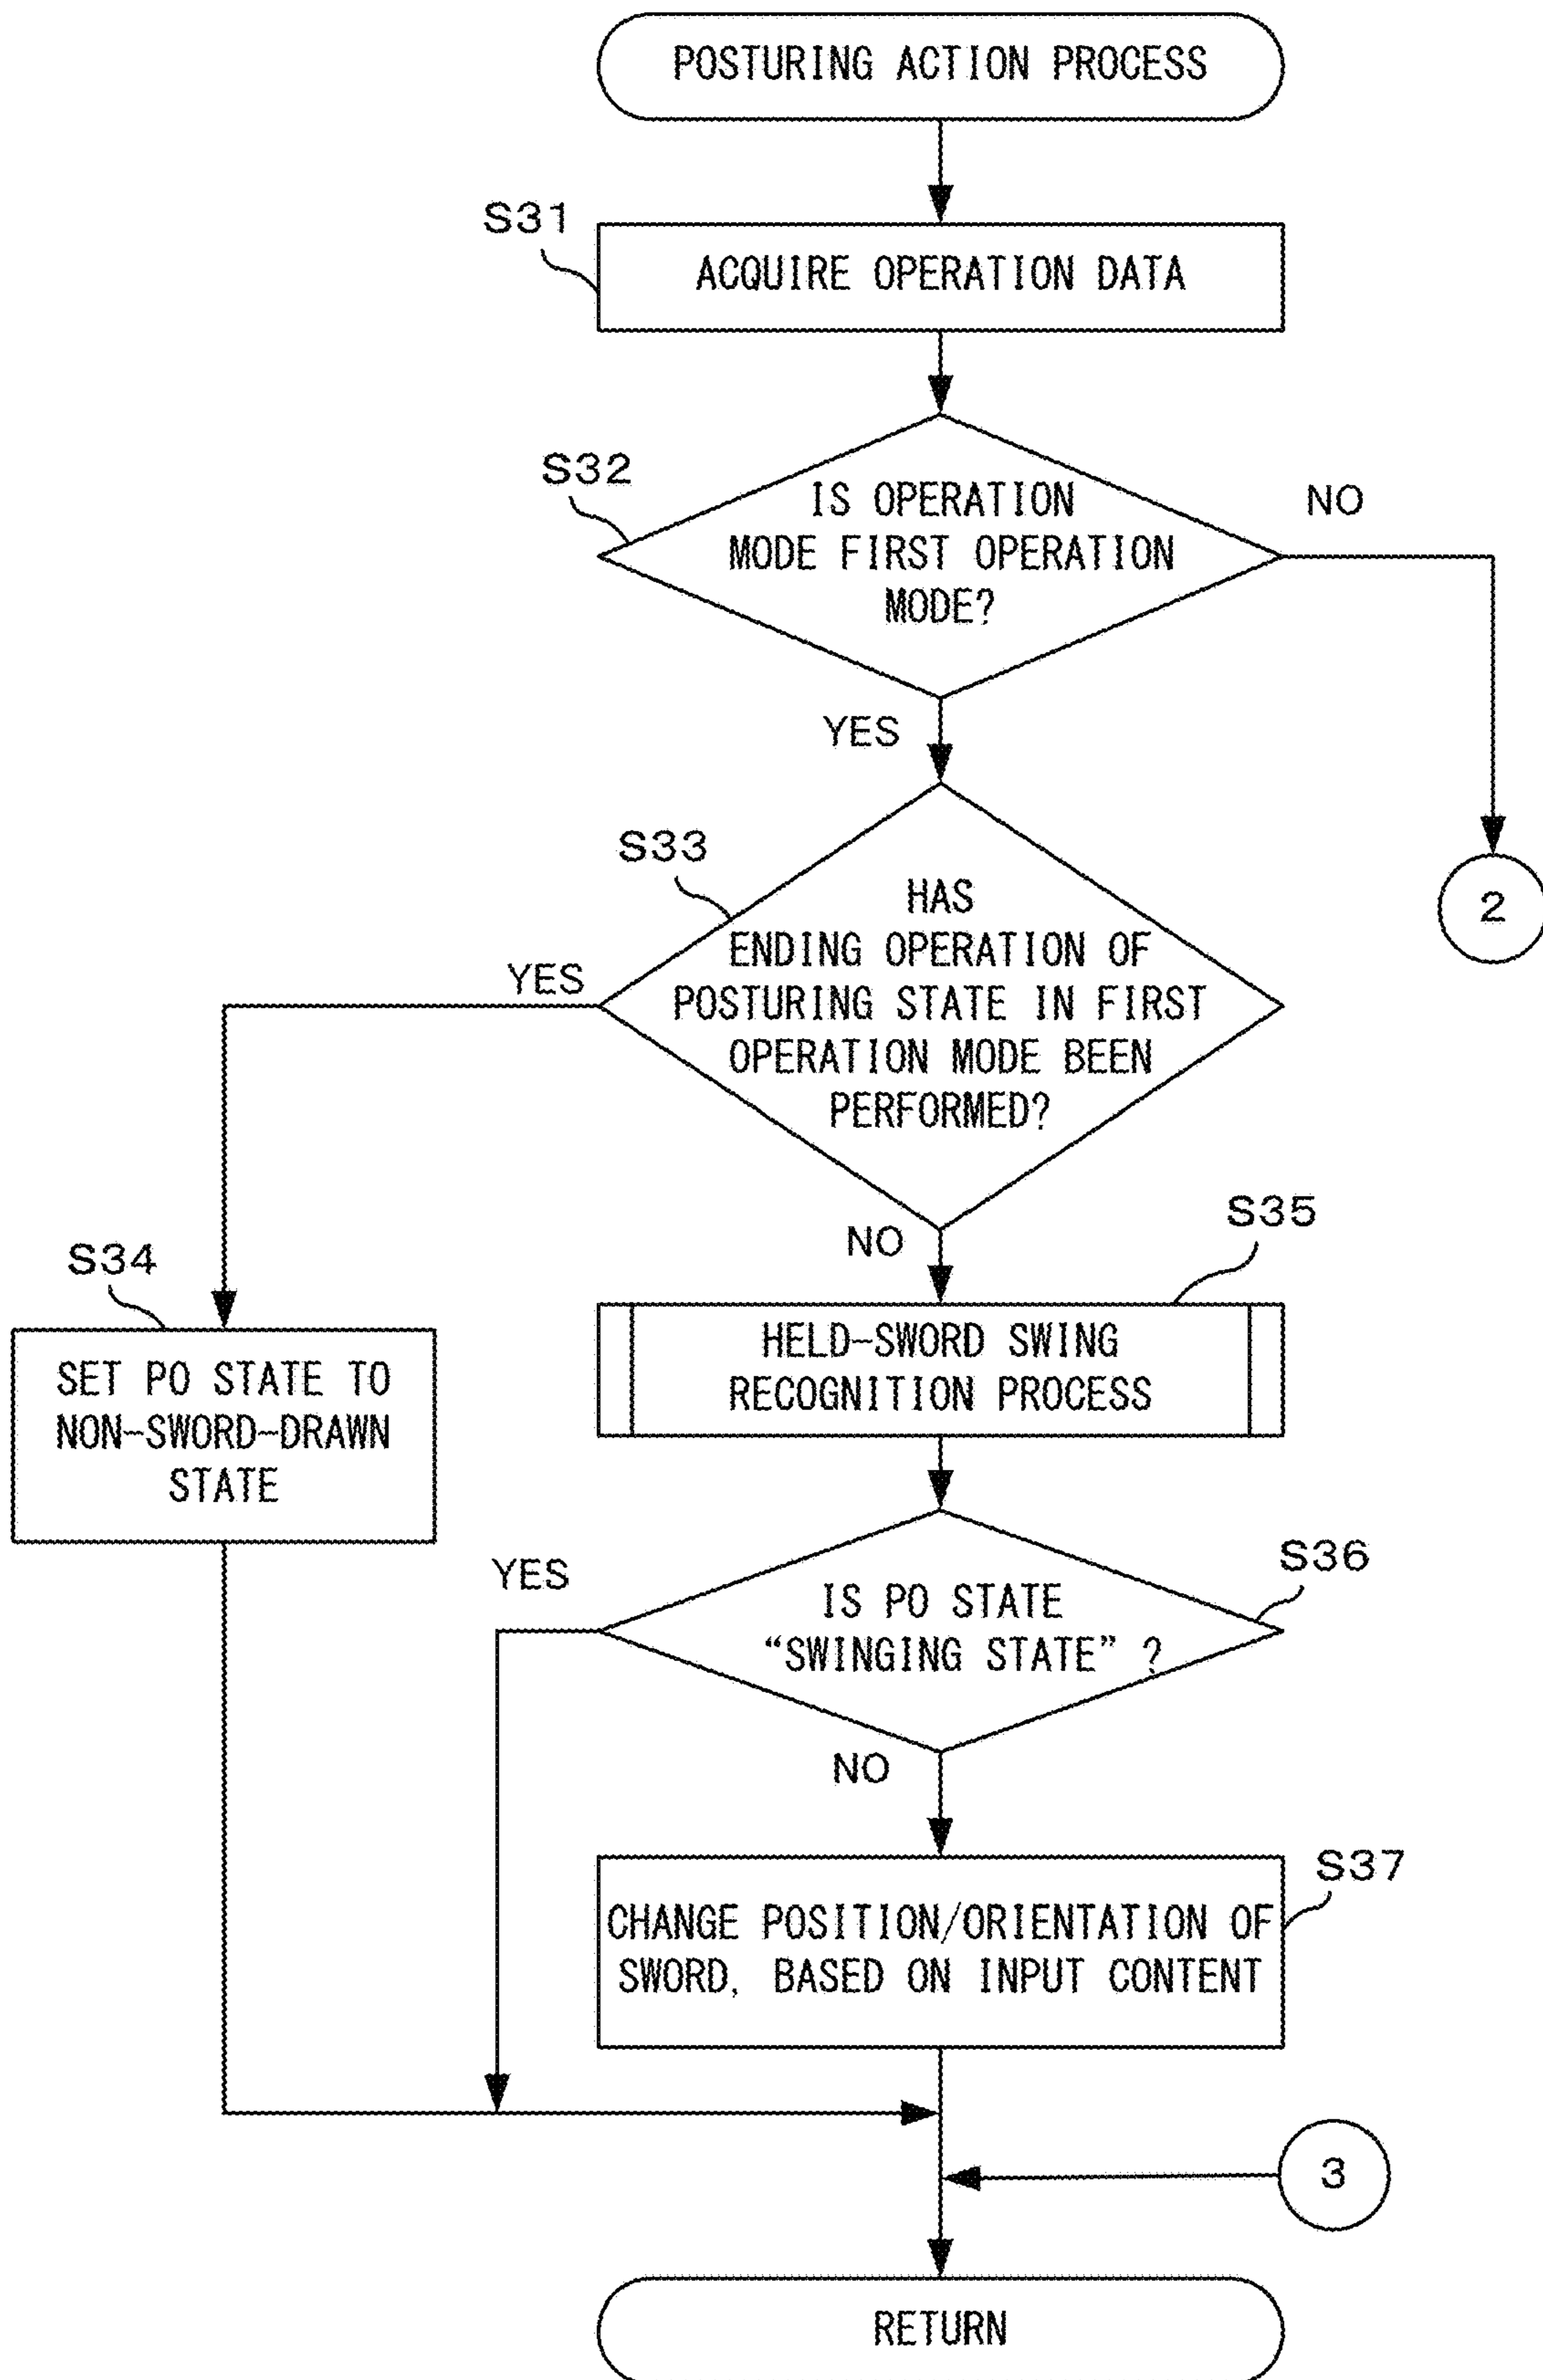 POSTURING ACTION PROCESS
S31
ACQUIRE OPERATION DATA
S32
IS OPERATION
MODE FIRST OPERATION
MODE?
NO
YES
S33
HAS
ENDING OPERATION OF
POSTURING STATE IN FIRST
OPERATION MODE BEEN
PERFORMED?
YES
2
NO
S35
S34
HELD-SWORD SWING
RECOGNITION PROCESS
SET PO STATE TO
NON-SWORD-DRAWN
STATE
YES
S36
IS PO STATE
“SWINGING STATE” ?
NO
S37
CHANGE POSITION/ORIENTATION OF
SWORD, BASED ON INPUT CONTENT
3
RETURN